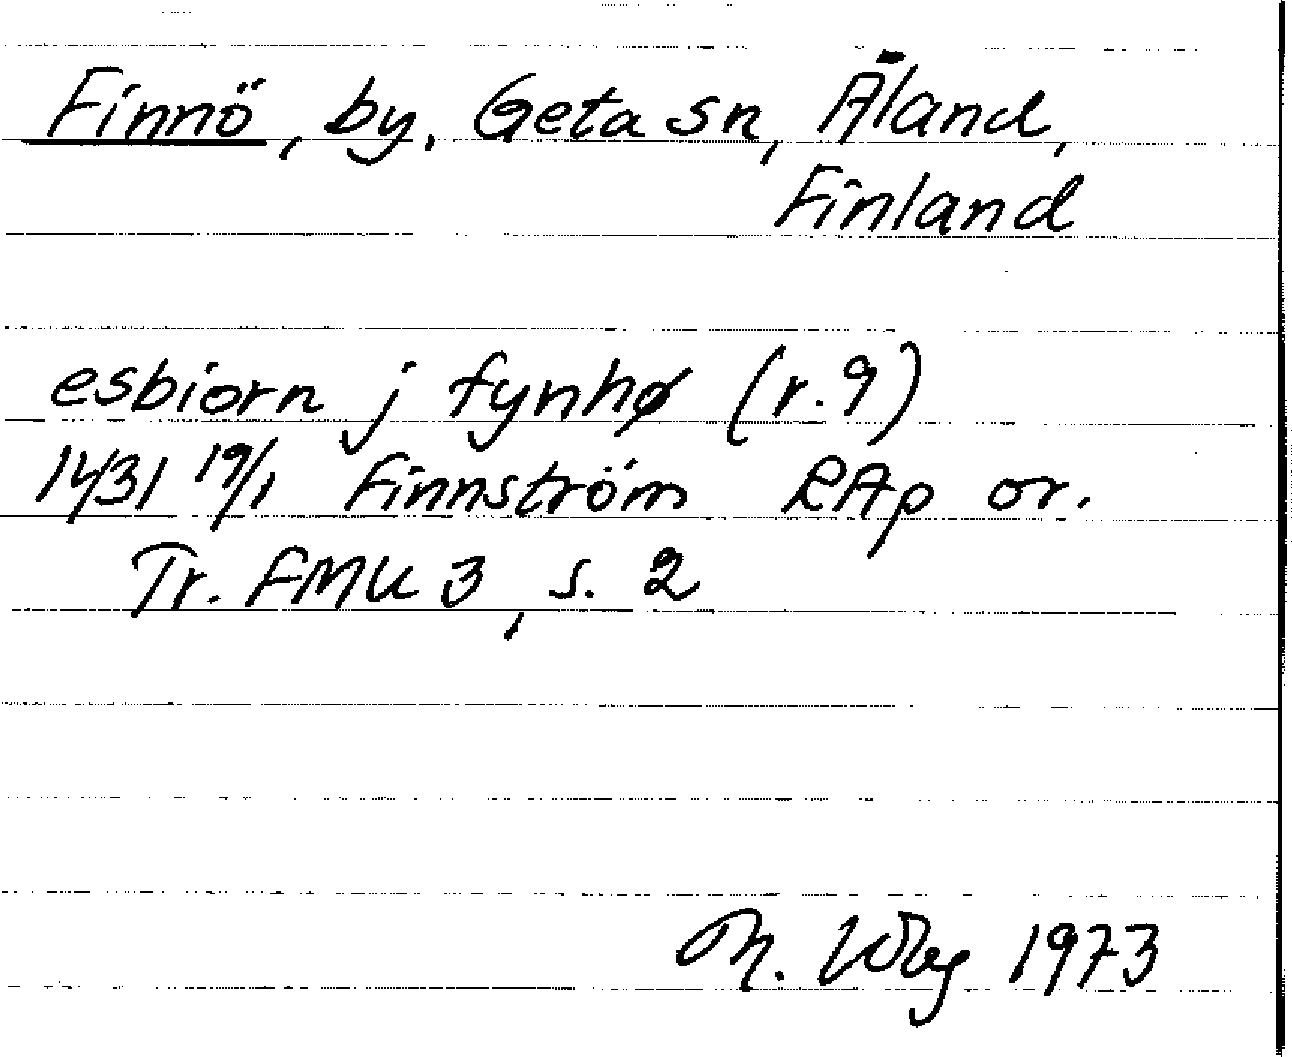 Finnö, by. Geta sn, Åland,
Finland
esbiorn j fynhø (r. 9)
1431 19/1 Finnström RAp or.
Tr. FMU 3, s. 2
1973